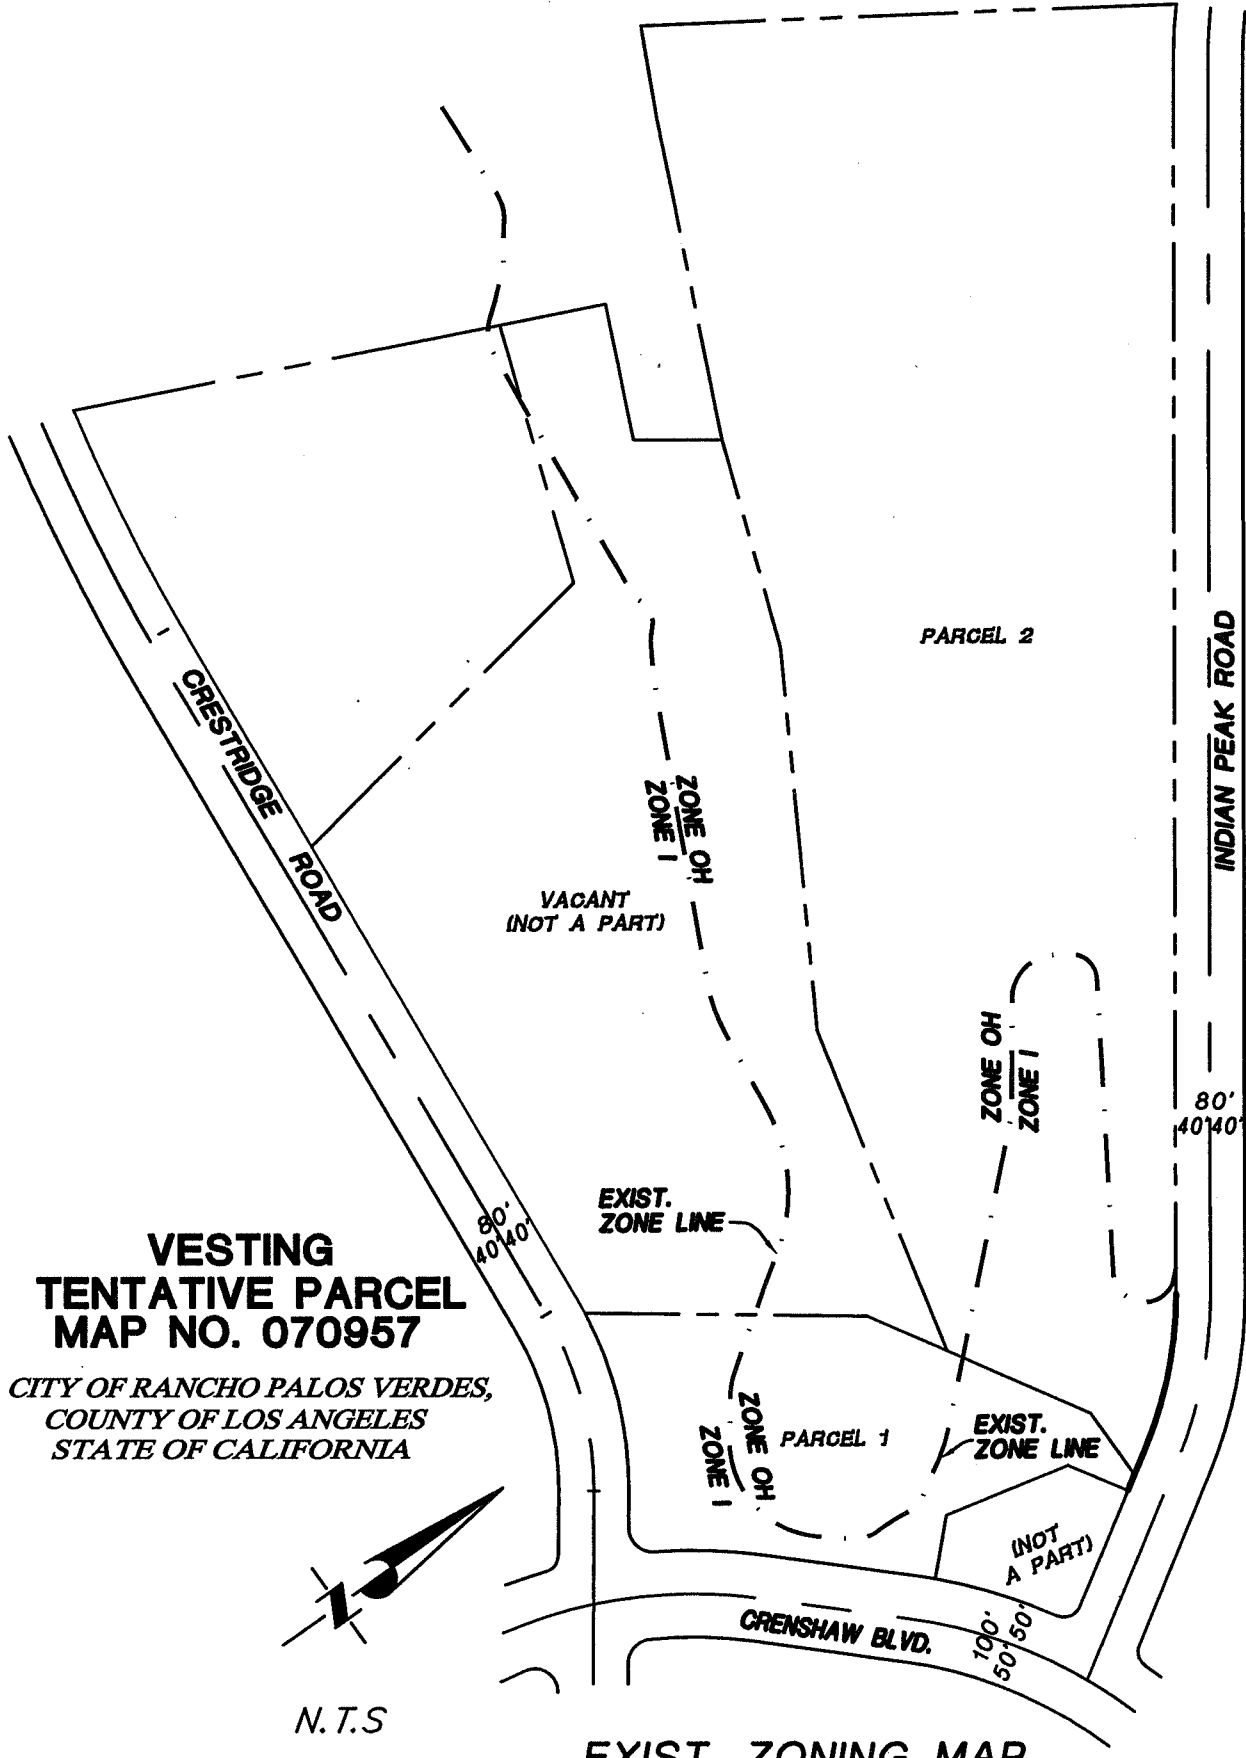 PARCEL 2
INDIAN PEAK ROAD
CRESTRIDGE
ROAD
ZONE OH
ZONE I
VACANT
(NOT A PART)
ZONE OH
ZONE I
80'
40' 40'
EXIST.
ZONE LINE
80'
40' 40'
VESTING
TENTATIVE PARCEL
MAP NO. 070957
CITY OF RANCHO PALOS VERDES,
COUNTY OF LOS ANGELES
STATE OF CALIFORNIA
ZONE OH
ZONE I
PARCEL 1
EXIST.
ZONE LINE
(NOT
A PART)
CRENSHAW BLVD.
100'
50' 50'
N
N.T.S
EXIST. ZONING MAP